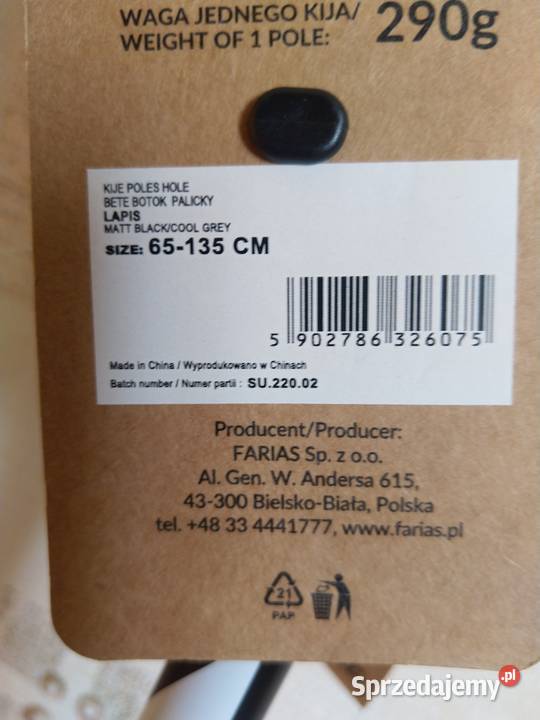 WAGA JEDNEGO KIJA/
WEIGHT OF 1 POLE: 290g
KIJE POLES HOLE
BETE BOTOK PALICKY
LAPIS
MATT BLACK/COOL GREY
SIZE: 65-135 CM
5 902786 326075
Made in China / Wyprodukowano w Chinach
Batch number / Numer partii : SU.220.02
Producent/Producer:
FARIAS Sp. z o.o.
Al. Gen. W. Andersa 615,
43-300 Bielsko-Biała, Polska
tel. +48 33 4441777, www.farias.pl
21
PAP
Sprzedajemy.pl